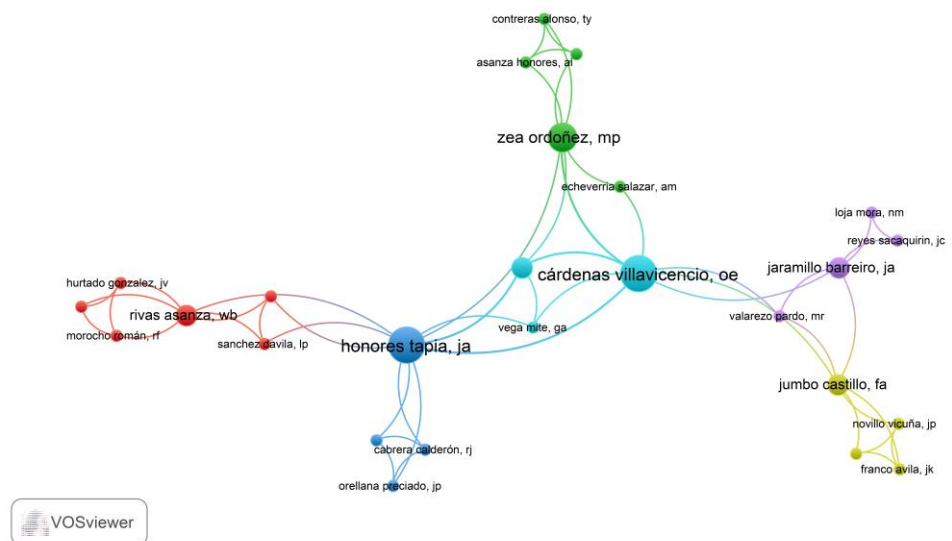 contreras alonso, ty
asanza honores, ai
zea ordoñez, mp
echeverria salazar, am
loja mora, nm
reyes sacaquirin, jc
cárdenas villavicencio, oe
jaramillo barreiro, ja
hurtado gonzalez, jv
rivas asanza, wb
valarezo pardo, mr
vega mite, ga
morocho román, rf
sanchez davila, lp
honores tapia, ja
jumbo castillo, fa
novillo vicuña, jp
cabrera calderón, rj
franco avila, jk
orellana preciado, jp
VOSviewer